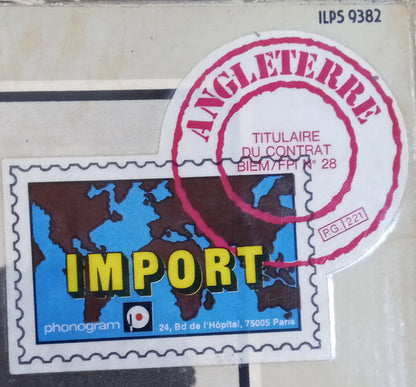 ILPS 9382
ANGLETERRE
TITULAIRE
DU CONTRAT
BIEM/FPI N° 28
PG 221
IMPORT
phonogram
24, Bd de l'Hôpital, 75005 Paris